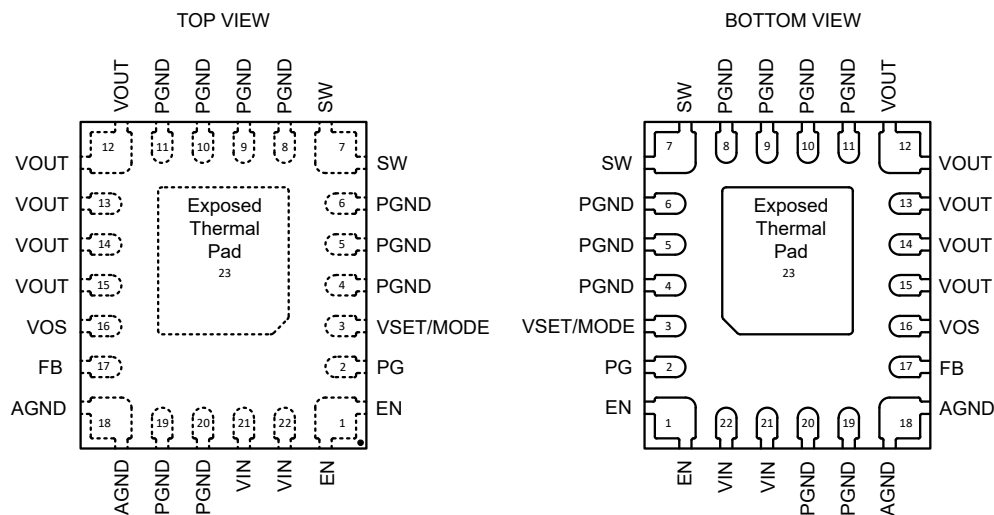 TOP VIEW
VOUT
PGND
PGND
PGND
PGND
SW
12
11
10
9
8
7
VOUT
SW
VOUT
13
6
PGND
VOUT
14
5
PGND
VOUT
15
4
PGND
VOS
16
3
VSET/MODE
FB
17
2
PG
AGND
18
19
20
21
22
1
EN
Exposed
Thermal
Pad
23
AGND
PGND
PGND
VIN
VIN
EN
BOTTOM VIEW
SW
PGND
PGND
PGND
PGND
VOUT
7
8
9
10
11
12
SW
VOUT
PGND
6
13
VOUT
PGND
5
14
VOUT
PGND
4
15
VOUT
VSET/MODE
3
16
VOS
PG
2
17
FB
EN
1
22
21
20
19
18
AGND
Exposed
Thermal
Pad
23
EN
VIN
VIN
PGND
PGND
AGND